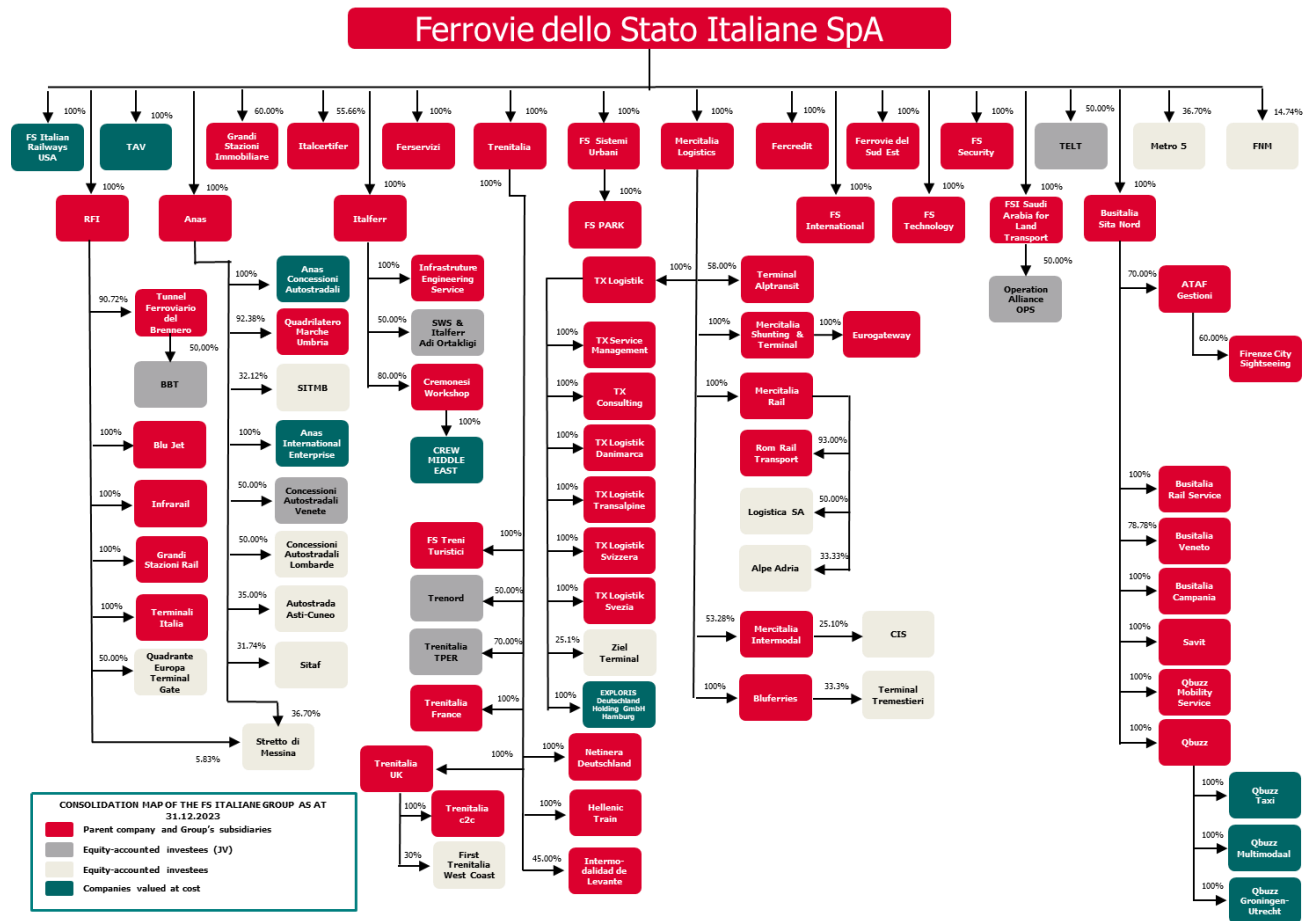 Ferrovie dello Stato Italiane SpA
100%
100%
60.00%
55.66%
100%
100%
100%
100%
100%
100%
100%
50.00%
36.70%
14.74%
FS Italian
Railways
USA
TAV
Grandi
Stazioni
Immobiliare
Italcertifer
Ferservizi
Trenitalia
FS Sistemi
Urbani
Mercitalia
Logistics
Fercredit
Ferrovie del
Sud Est
FS
Security
TELT
Metro 5
FNM
100%
100%
100%
100%
100%
100%
100%
100%
100%
RFI
Anas
Italferr
FS PARK
FS
International
FS
Technology
FSI Saudi
Arabia for
Land
Transport
Busitalia
Sita Nord
100%
Anas
Concessioni
Autostradali
100%
Infrastruture
Engineering
Service
TX Logistik
100%
58.00%
Terminal
Alptransit
50.00%
Operation
Alliance
OPS
70.00%
ATAF
Gestioni
90.72%
Tunnel
Ferroviario
del
Brennero
92.38%
Quadrilatero
Marche
Umbria
50.00%
SWS &
Italferr
Adi Ortakligi
100%
TX Service
Management
100%
Mercitalia
Shunting &
Terminal
100%
Eurogateway
60.00%
Firenze City
Sightseeing
50,00%
BBT
32.12%
SITMB
80.00%
Cremonesi
Workshop
100%
TX
Consulting
100%
Mercitalia
Rail
100%
Blu Jet
100%
Anas
International
Enterprise
100%
CREW
MIDDLE
EAST
100%
TX Logistik
Danimarca
Rom Rail
Transport
93.00%
100%
Infrarail
50.00%
Concessioni
Autostradali
Venete
100%
TX Logistik
Transalpine
Logistica SA
50.00%
100%
Busitalia
Rail Service
100%
Grandi
Stazioni Rail
50.00%
Concessioni
Autostradali
Lombarde
FS Treni
Turistici
100%
100%
TX Logistik
Svizzera
Alpe Adria
33.33%
78.78%
Busitalia
Veneto
100%
Terminali
Italia
35.00%
Autostrada
Asti-Cuneo
Trenord
50.00%
100%
TX Logistik
Svezia
100%
Busitalia
Campania
50.00%
Quadrante
Europa
Terminal
Gate
31.74%
Sitaf
Trenitalia
TPER
70.00%
25.1%
Ziel
Terminal
53.28%
Mercitalia
Intermodal
25.10%
CIS
100%
Savit
Trenitalia
France
100%
100%
EXPLORIS
Deutschland
Holding GmbH
Hamburg
100%
Bluferries
33.3%
Terminal
Tremestieri
100%
Qbuzz
Mobility
Service
36.70%
5.83%
Stretto di
Messina
Trenitalia
UK
100%
100%
Netinera
Deutschland
100%
Qbuzz
100%
Trenitalia
c2c
100%
Hellenic
Train
100%
Qbuzz
Taxi
30%
First
Trenitalia
West Coast
45.00%
Intermo-
dalidad de
Levante
100%
Qbuzz
Multimodaal
100%
Qbuzz
Groningen-
Utrecht
CONSOLIDATION MAP OF THE FS ITALIANE GROUP AS AT
31.12.2023
Parent company and Group's subsidiaries
Equity-accounted investees (JV)
Equity-accounted investees
Companies valued at cost